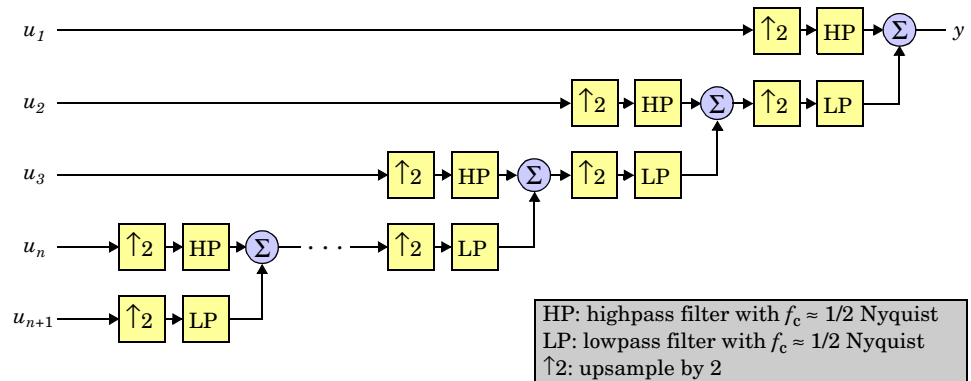 u1 ↑2 HP Σ y
u2 ↑2 HP Σ ↑2 LP
u3 ↑2 HP Σ ↑2 LP
un ↑2 HP Σ · · · ↑2 LP
un+1 ↑2 LP
HP: highpass filter with fc ≈ 1/2 Nyquist
LP: lowpass filter with fc ≈ 1/2 Nyquist
↑2: upsample by 2